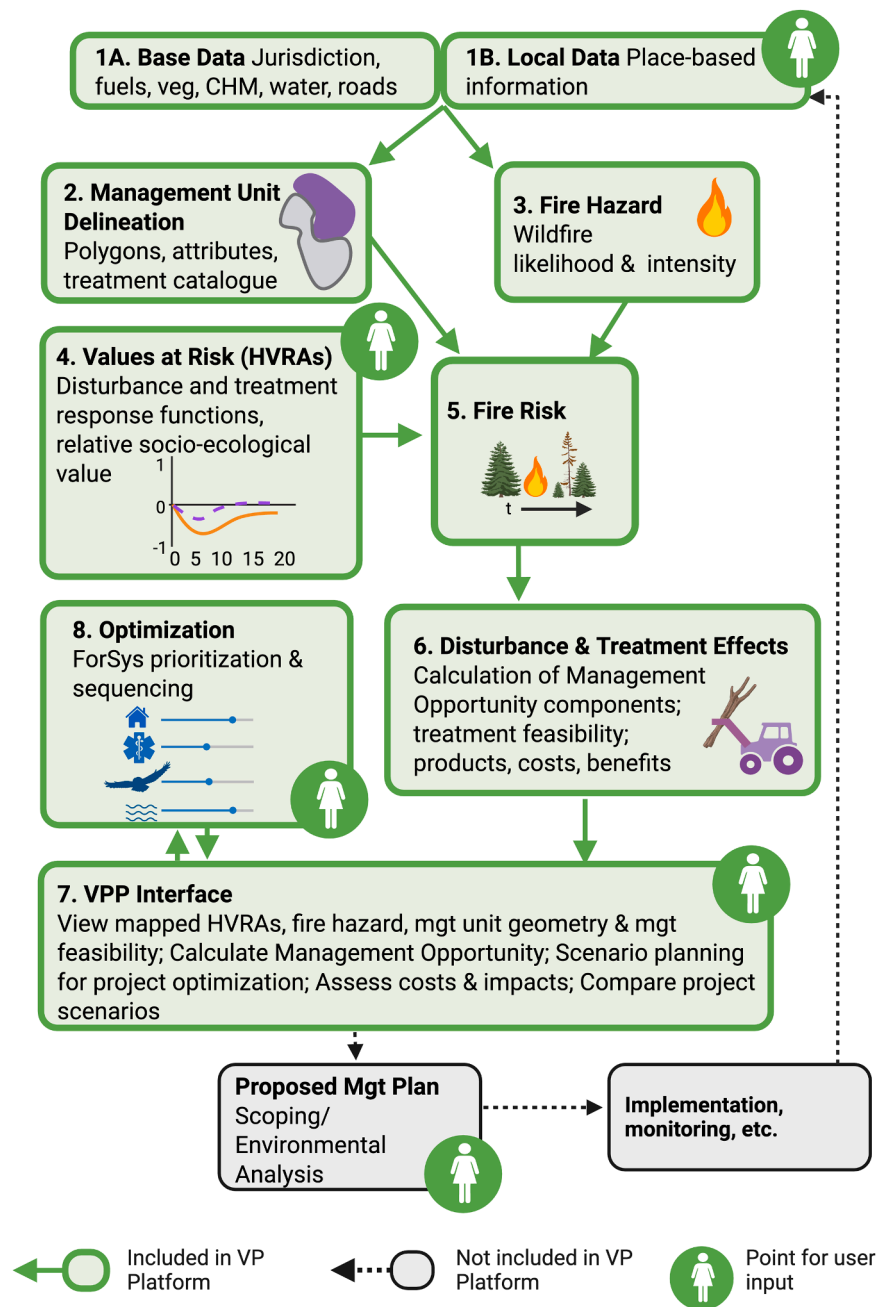 1A. Base Data Jurisdiction,
fuels, veg, CHM, water, roads
1B. Local Data Place-based
information
2. Management Unit
Delineation
Polygons, attributes,
treatment catalogue
3. Fire Hazard
Wildfire
likelihood & intensity
4. Values at Risk (HVRAs)
Disturbance and treatment
response functions,
relative socio-ecological
value
1
0
-1
0 5 10 15 20
5. Fire Risk
t
8. Optimization
ForSys prioritization &
sequencing
6. Disturbance & Treatment Effects
Calculation of Management
Opportunity components;
treatment feasibility;
products, costs, benefits
7. VPP Interface
View mapped HVRAs, fire hazard, mgt unit geometry & mgt
feasibility; Calculate Management Opportunity; Scenario planning
for project optimization; Assess costs & impacts; Compare project
scenarios
Proposed Mgt Plan
Scoping/
Environmental
Analysis
Implementation,
monitoring, etc.
Included in VP
Platform
Not included in VP
Platform
Point for user
input